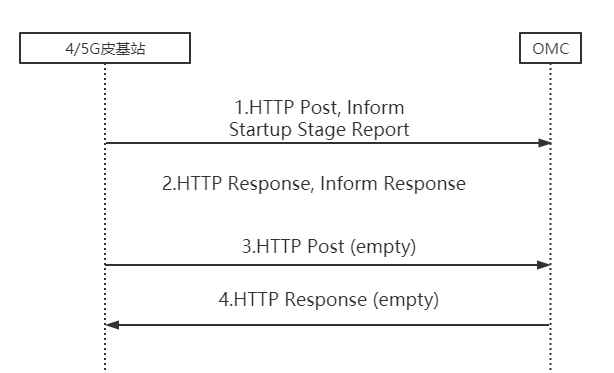 4/5G皮基站
OMC
1.HTTP Post, Inform
Startup Stage Report
2.HTTP Response, Inform Response
3.HTTP Post (empty)
4.HTTP Response (empty)